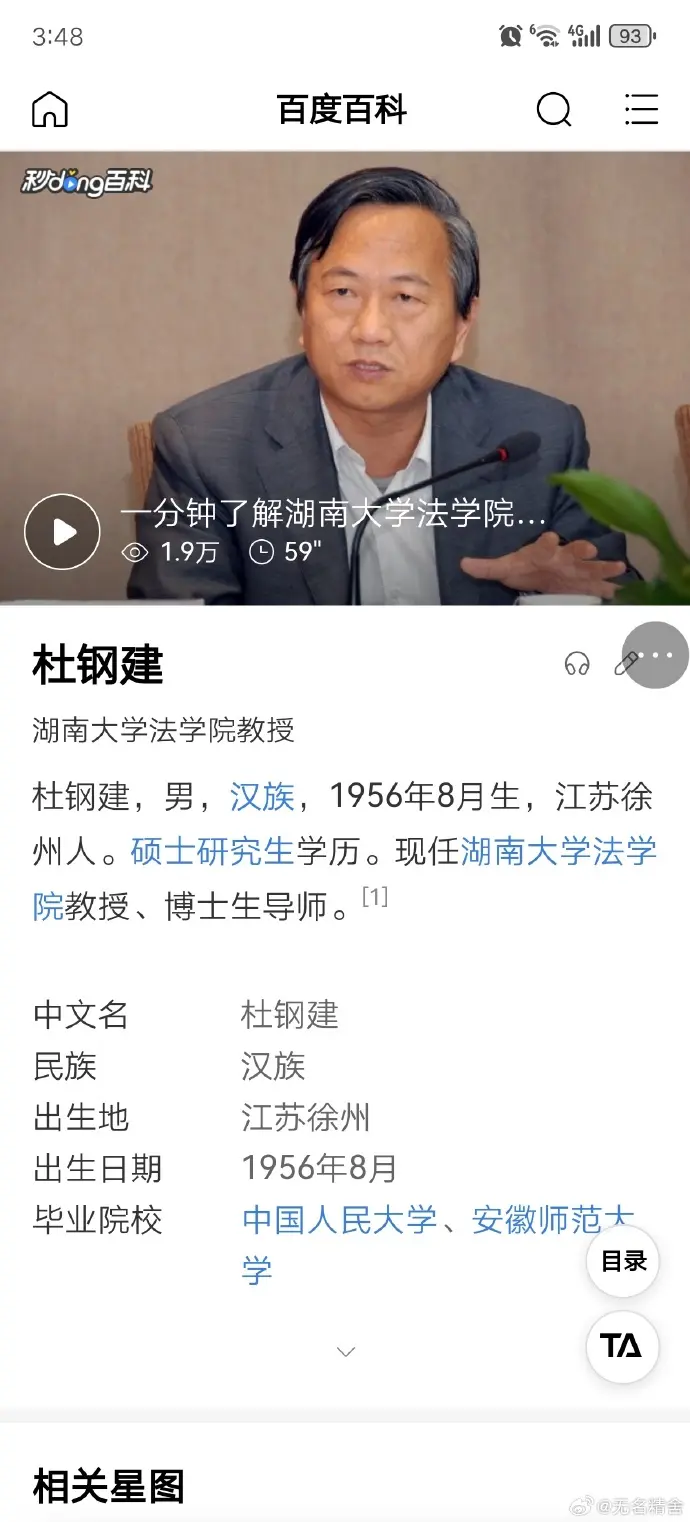 3:48
6
4G
93
百度百科
秒dong百科
一分钟了解湖南大学法学院…
1.9万
59"
杜钢建
湖南大学法学院教授
杜钢建，男，汉族，1956年8月生，江苏徐
州人。硕士研究生学历。现任湖南大学法学
院教授、博士生导师。[1]
中文名 杜钢建
民族 汉族
出生地 江苏徐州
出生日期 1956年8月
毕业院校 中国人民大学、安徽师范大
学
目录
TA
相关星图
@无名精舍